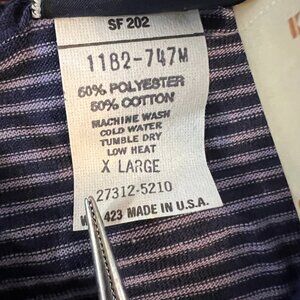 SF 202
1182-747M
50% POLYESTER
50% COTTON
MACHINE WASH
COLD WATER
TUMBLE DRY
LOW HEAT
X LARGE
27312-5210
423 MADE IN U.S.A.